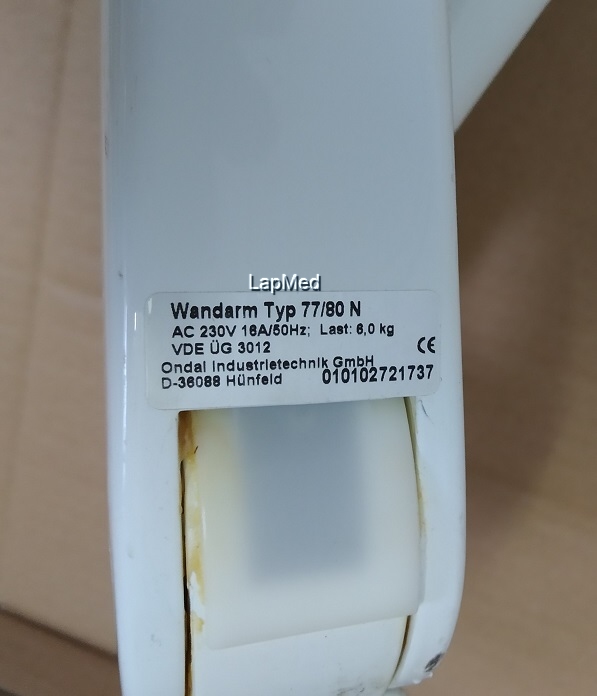 LapMed
Wandarm Typ 77/80 N
AC 230V 16A/50Hz; Last: 6,0 kg
VDE ÜG 3012
CE
Ondal Industrietechnik GmbH
D-36088 Hünfeld 010102721737